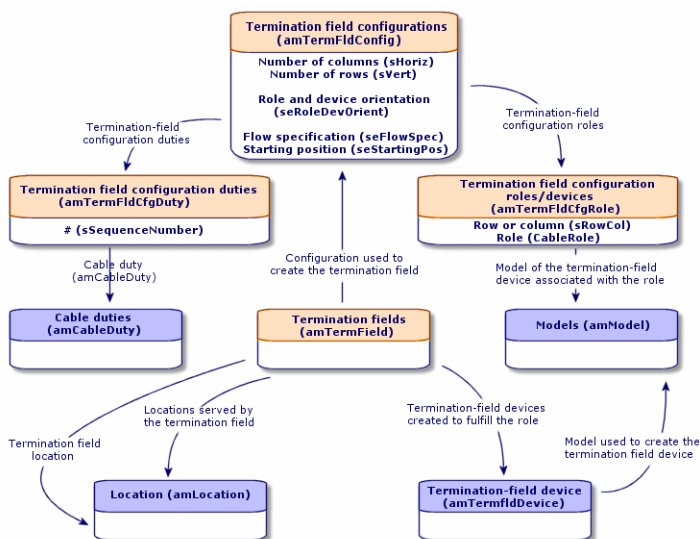 Termination field configurations
(amTermFldConfig)
Number of columns (sHoriz)
Number of rows (sVert)
Role and device orientation
(seRoleDevOrient)
Flow specification (seFlowSpec)
Starting position (seStartingPos)
Termination-field
configuration duties
Termination-field
configuration roles
Termination field configuration duties
(amTermFldCfgDuty)
# (sSequenceNumber)
Termination field configuration
roles/devices
(amTermFldCfgRole)
Row or column (sRowCol)
Role (CableRole)
Cable duty
(amCableDuty)
Configuration used to
create the termination field
Model of the termination-field
device associated with the role
Cable duties
(amCableDuty)
Termination fields
(amTermField)
Models (amModel)
Termination field
location
Locations served by
the termination field
Termination-field devices
created to fulfill the role
Model used to create the
termination field device
Location (amLocation)
Termination-field device
(amTermfldDevice)